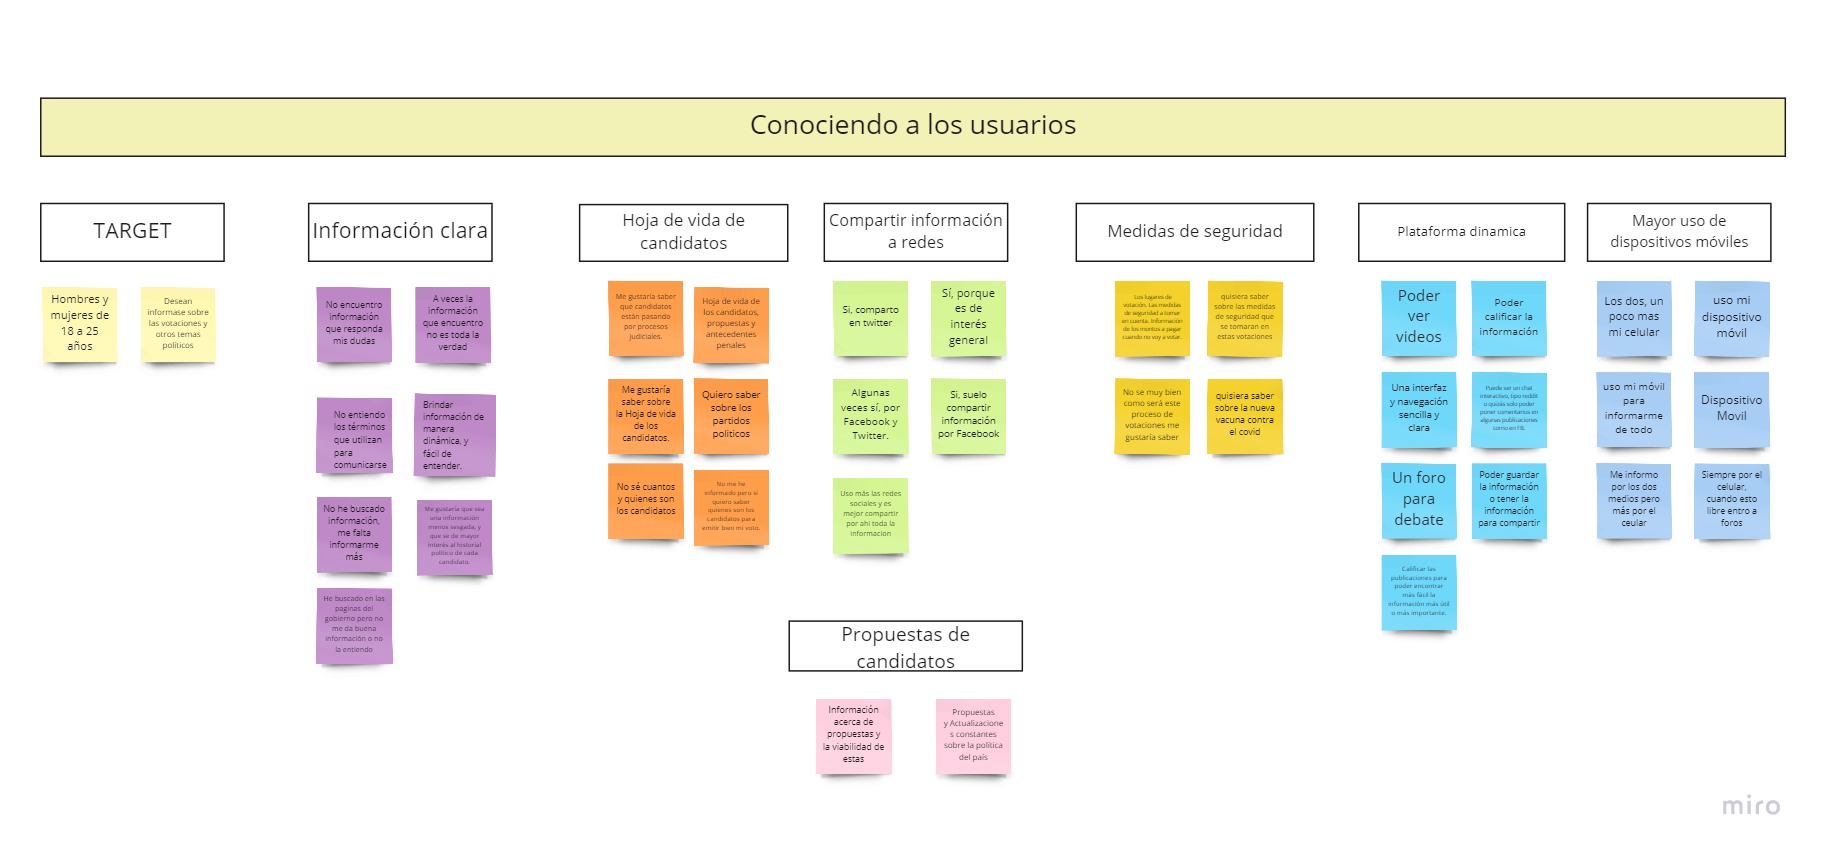 Conociendo a los usuarios
TARGET
Hombres y
mujeres de
18 a 25
años
Desean
informase sobre
las votaciones y
otros temas
políticos
Información clara
No encuentro
información
que responda
mis dudas
A veces la
información
que encuentro
no es toda la
verdad
No entiendo
los términos
que utilizan
para
comunicarse
Brindar
información de
manera
dinámica, y
fácil de
entender.
No he buscado
información,
me falta
informarme
más
Me gustaría que sea
una información
menos sesgada, y
que se de mayor
interés al historial
político de cada
candidato.
He buscado en las
paginas del
gobierno pero no
me da buena
información o no
la entiendo
Hoja de vida de
candidatos
Me gustaría saber
que candidatos
están pasando
por procesos
judiciales.
Hoja de vida de
los candidatos,
propuestas y
antecedentes
penales
Me gustaría
saber sobre
la Hoja de vida
de los
candidatos.
Quiero saber
sobre los
partidos
politicos
No sé cuantos
y quienes son
los candidatos
No me he
informado pero si
quiero saber
quienes son los
candidatos para
emitir bien mi voto.
Compartir información
a redes
Si, comparto
en twitter
Sí, porque
es de
interés
general
Algunas
veces sí, por
Facebook y
Twitter.
Si, suelo
compartir
información
por Facebook
Uso más las redes
sociales y es
mejor compartir
por ahi toda la
informacion
Propuestas de
candidatos
Información
acerca de
propuestas y
la viabilidad de
estas
Propuestas
y Actualizacione
s constantes
sobre la política
del país
Medidas de seguridad
Los lugares de
votación. Las medidas
de seguridad a tomar
en cuenta. Información
de los montos a pagar
cuando no voy a votar.
quisiera saber
sobre las medidas
de seguridad que
se tomaran en
estas votaciones
No se muy bien
como será este
proceso de
votaciones me
gustaría saber
quisiera saber
sobre la nueva
vacuna contra
el covid
Plataforma dinamica
Poder
ver
videos
Poder
calificar la
información
Una interfaz
y navegación
sencilla y
clara
Puede ser un chat
interactivo, tipo reddit
o quizás solo poder
poner comentarios en
algunas publicaciones
como en FB.
Un foro
para
debate
Poder guardar
la información
o tener la
información
para compartir
Calificar las
publicaciones para
poder encontrar
más fácil la
información más útil
o más importante.
Mayor uso de
dispositivos móviles
Los dos, un
poco mas
mi celular
uso mi
dispositivo
móvil
uso mi móvil
para
informarme
de todo
Dispositivo
Movil
Me informo
por los dos
medios pero
más por el
ceular
Siempre por el
celular,
cuando esto
libre entro a
foros
miro